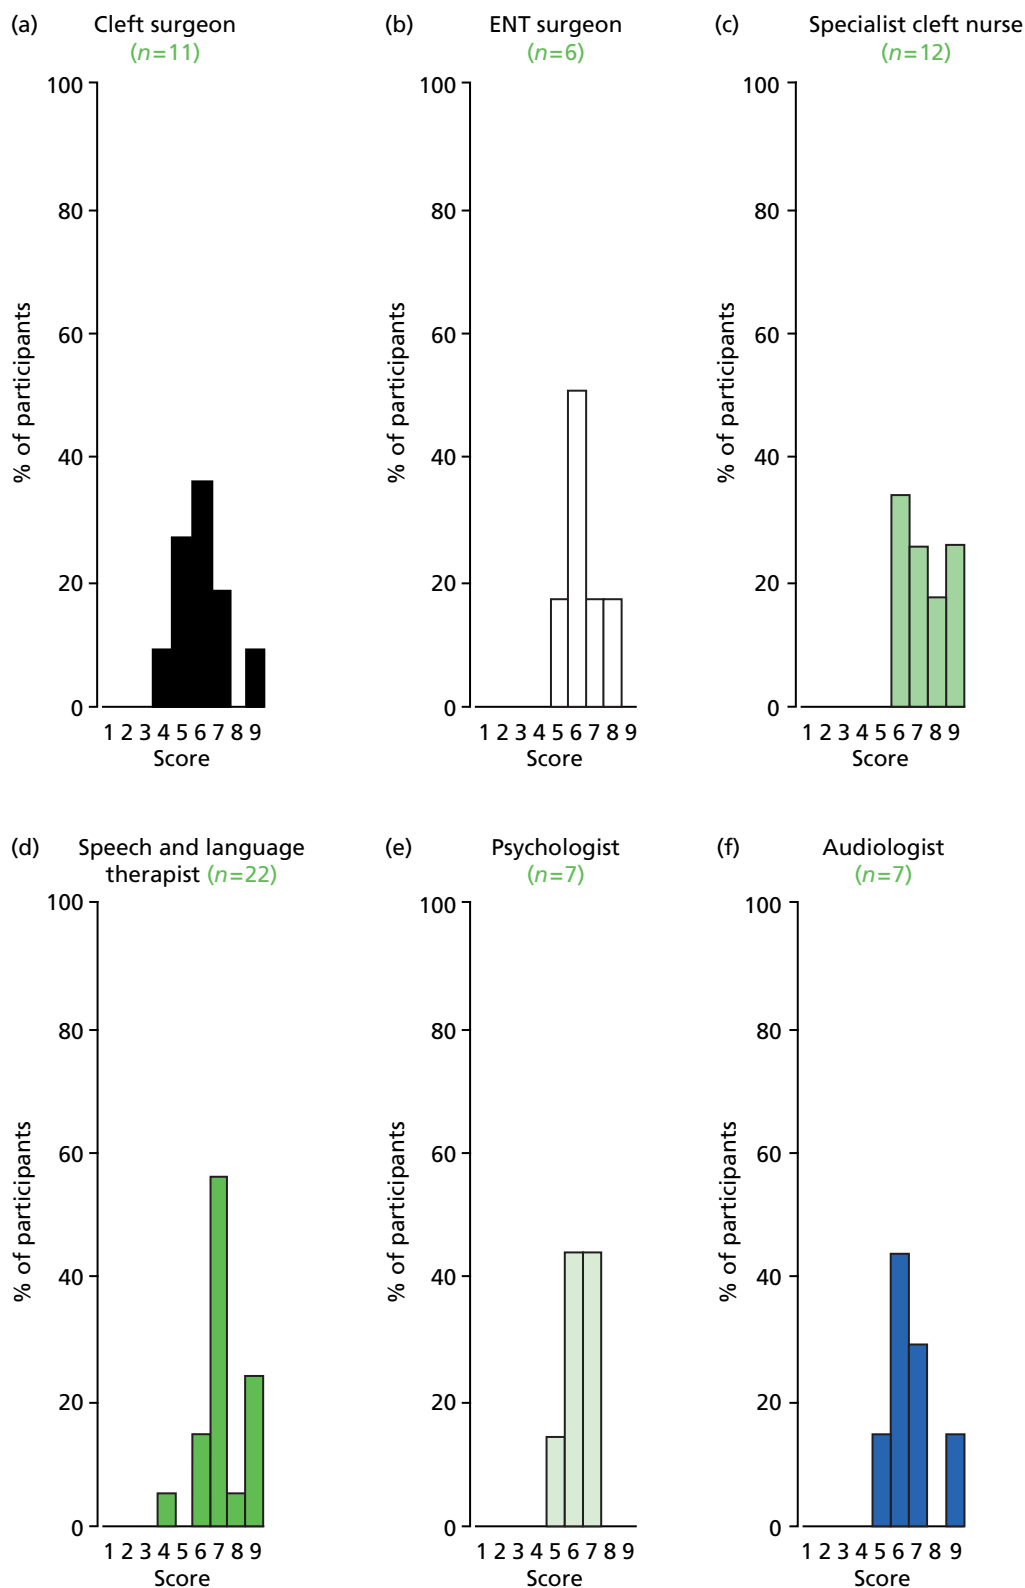 (a) Cleft surgeon
(n=11)
100
80
60
40
20
0
% of participants
1 2 3 4 5 6 7 8 9
Score
(b) ENT surgeon
(n=6)
100
80
60
40
20
0
% of participants
1 2 3 4 5 6 7 8 9
Score
(c) Specialist cleft nurse
(n=12)
100
80
60
40
20
0
% of participants
1 2 3 4 5 6 7 8 9
Score
(d) Speech and language
therapist (n=22)
100
80
60
40
20
0
% of participants
1 2 3 4 5 6 7 8 9
Score
(e) Psychologist
(n=7)
100
80
60
40
20
0
% of participants
1 2 3 4 5 6 7 8 9
Score
(f) Audiologist
(n=7)
100
80
60
40
20
0
% of participants
1 2 3 4 5 6 7 8 9
Score